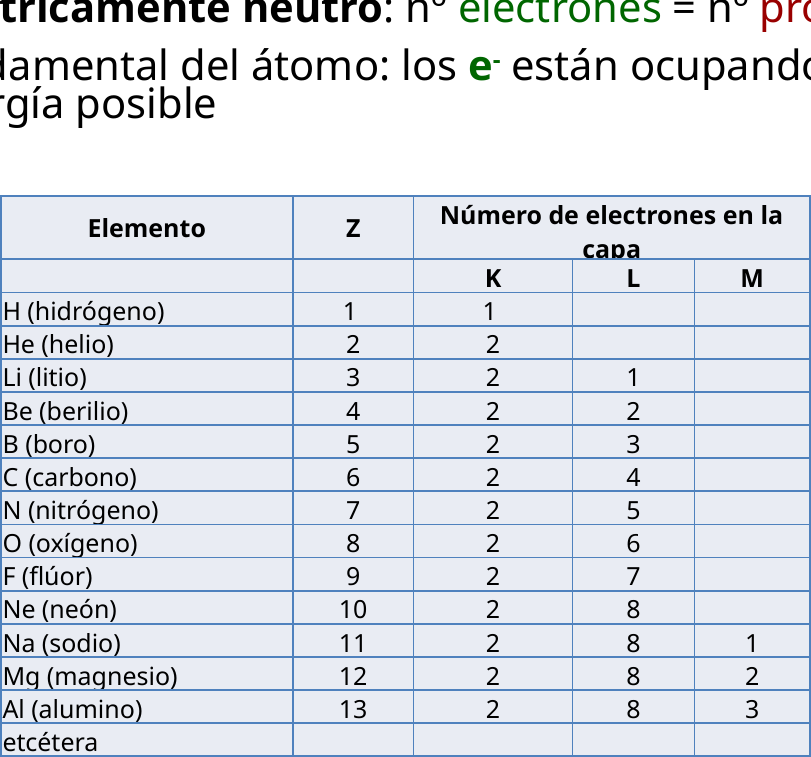 tricamente neutro: nº electrones = nº pro
damental del átomo: los e- están ocupando
rgía posible
Elemento Z Número de electrones en la capa
K L M
H (hidrógeno) 1 1
He (helio) 2 2
Li (litio) 3 2 1
Be (berilio) 4 2 2
B (boro) 5 2 3
C (carbono) 6 2 4
N (nitrógeno) 7 2 5
O (oxígeno) 8 2 6
F (flúor) 9 2 7
Ne (neón) 10 2 8
Na (sodio) 11 2 8 1
Mg (magnesio) 12 2 8 2
Al (alumino) 13 2 8 3
etcétera